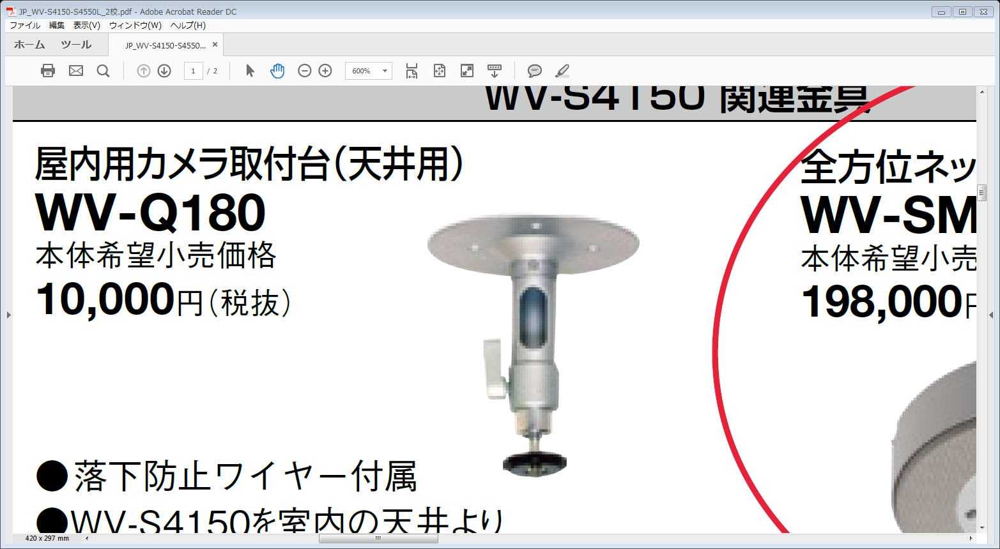 JP_WV-S4150-S4550L_2校.pdf - Adobe Acrobat Reader DC
ファイル 編集 表示(V) ウィンドウ(W) ヘルプ(H)
ホーム ツール JP_WV-S4150-S4550... ×
1 / 2 600%
WV-S4150 関連金具
屋内用カメラ取付台(天井用)
WV-Q180
本体希望小売価格
10,000円(税抜)
●落下防止ワイヤー付属
●WV-S4150を室内の天井より
全方位ネッ
WV-SM
本体希望小売
198,000円
420 x 297 mm